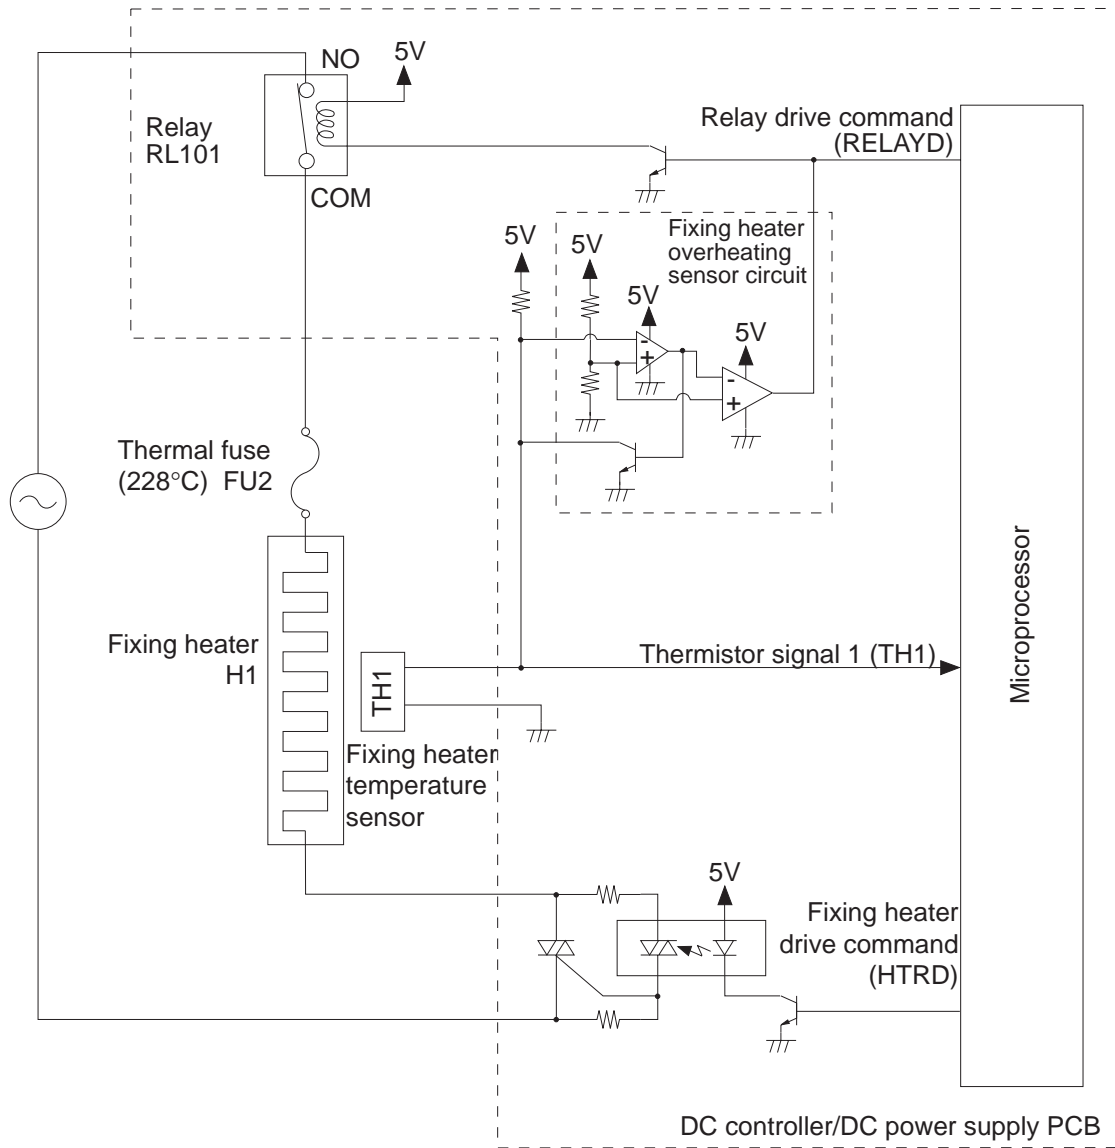 NO
5V
Relay
RL101
COM
Relay drive command
(RELAYD)
Fixing heater
overheating
sensor circuit
5V
5V
5V
5V
-
+
-
+
Thermal fuse
(228°C) FU2
Fixing heater
H1
TH1
Fixing heater
temperature
sensor
Thermistor signal 1 (TH1)
Microprocessor
5V
Fixing heater
drive command
(HTRD)
DC controller/DC power supply PCB